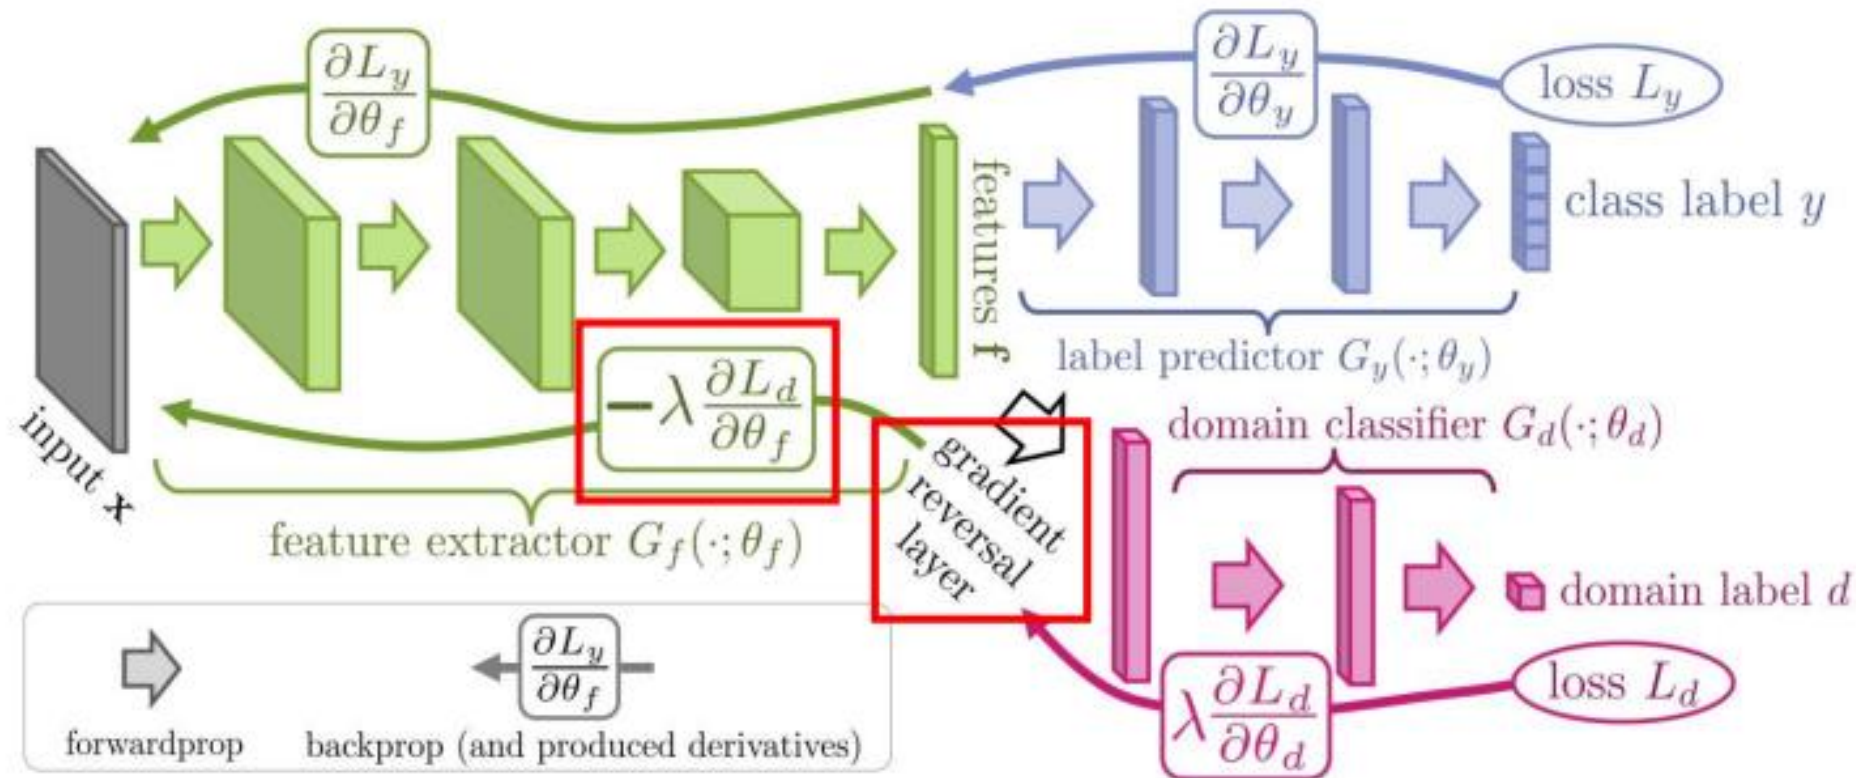 ∂L_y
∂θ_f
∂L_y
∂θ_y
loss L_y
features f
class label y
label predictor G_y(·; θ_y)
input x
−λ ∂L_d
∂θ_f
feature extractor G_f(·; θ_f)
gradient
reversal
layer
domain classifier G_d(·; θ_d)
domain label d
loss L_d
λ ∂L_d
∂θ_d
∂L_y
∂θ_f
forwardprop
backprop (and produced derivatives)